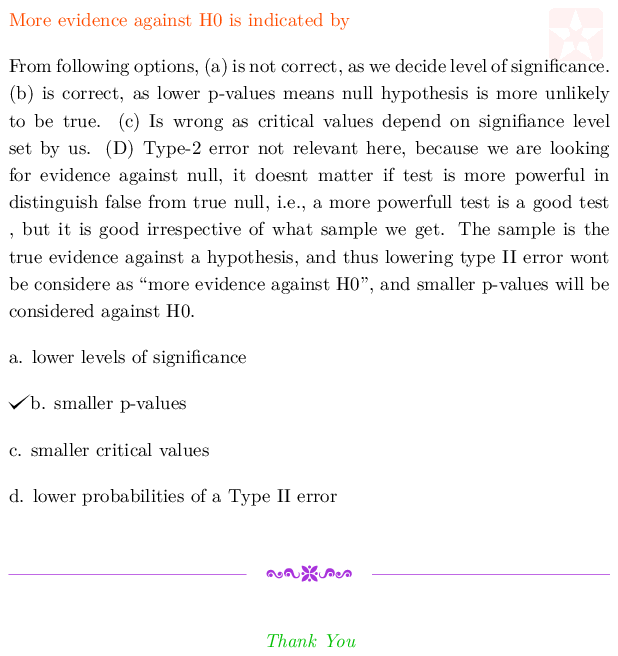 More evidence against H0 is indicated by
From following options, (a) is not correct, as we decide level of significance.
(b) is correct, as lower p-values means null hypothesis is more unlikely
to be true. (c) Is wrong as critical values depend on signifiance level
set by us. (D) Type-2 error not relevant here, because we are looking
for evidence against null, it doesnt matter if test is more powerful in
distinguish false from true null, i.e., a more powerfull test is a good test
, but it is good irrespective of what sample we get. The sample is the
true evidence against a hypothesis, and thus lowering type II error wont
be considere as “more evidence against H0”, and smaller p-values will be
considered against H0.
a. lower levels of significance
✓b. smaller p-values
c. smaller critical values
d. lower probabilities of a Type II error
Thank You